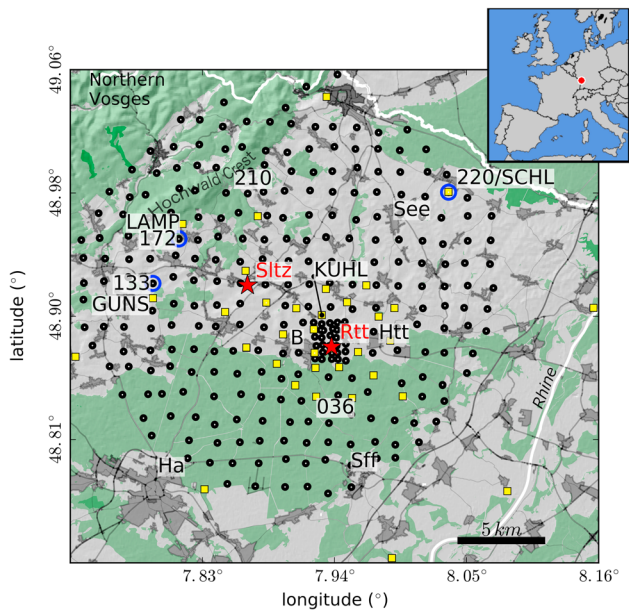 49.06°
48.98°
48.90°
48.81°
latitude (°)
Northern
Vosges
Hochwald Crest
210
220/SCHL
See
LAMP
172
133
GUNS
Sltz
KUHL
B
Rtt
Htt
036
Ha
Sff
Rhine
5 km
7.83°
7.94°
8.05°
8.16°
longitude (°)